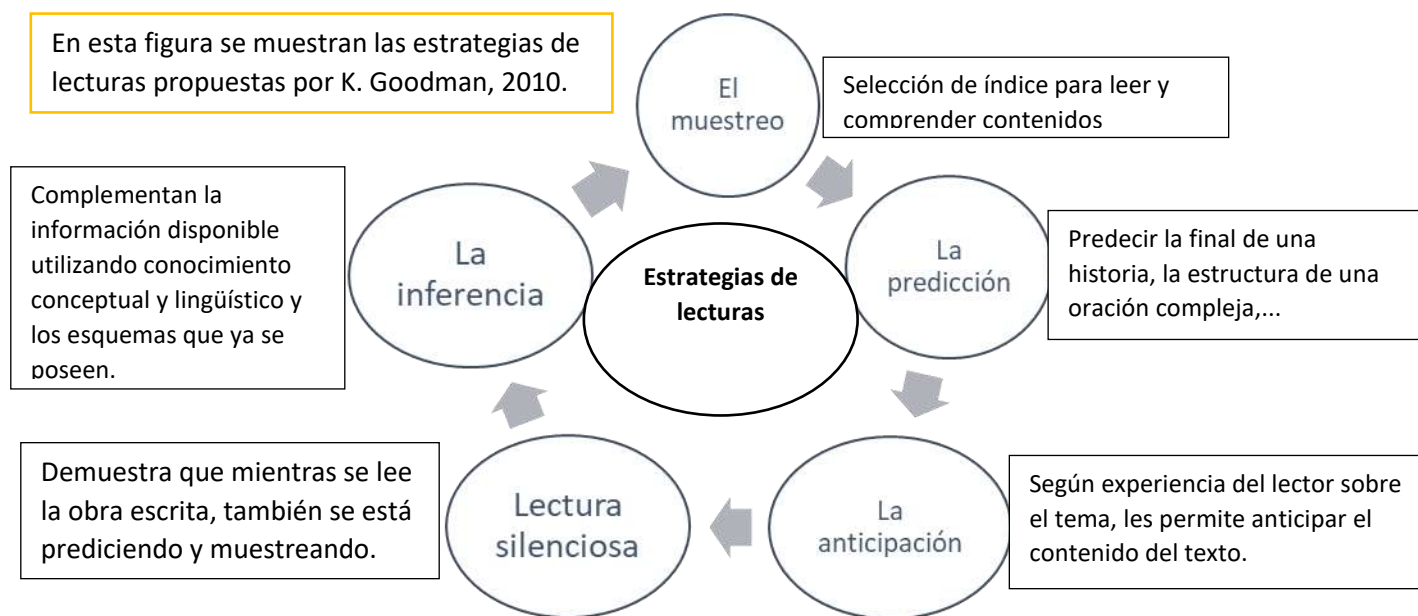 En esta figura se muestran las estrategias de
lecturas propuestas por K. Goodman, 2010.
El
muestreo
Selección de índice para leer y
comprender contenidos
La
predicción
Predecir la final de una
historia, la estructura de una
oración compleja,...
La
anticipación
Según experiencia del lector sobre
el tema, les permite anticipar el
contenido del texto.
Lectura
silenciosa
Demuestra que mientras se lee
la obra escrita, también se está
prediciendo y muestreando.
La
inferencia
Complementan la
información disponible
utilizando conocimiento
conceptual y lingüístico y
los esquemas que ya se
poseen.
Estrategias de
lecturas